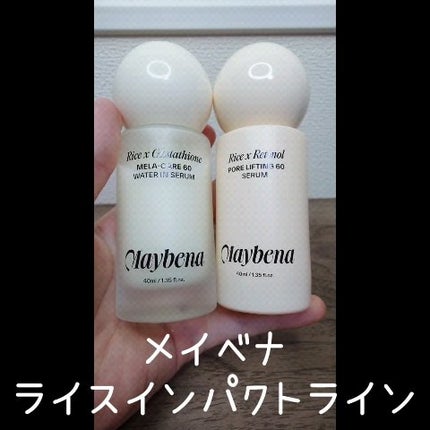 Rice x Glutathione
MELA-CARE 60
WATER IN SERUM
Maybena
40ml / 1.35 fl.oz.
Rice x Retinol
PORE LIFTING 60
SERUM
Maybena
40ml / 1.35 fl.oz.
メイベナ
ライスインパクトライン